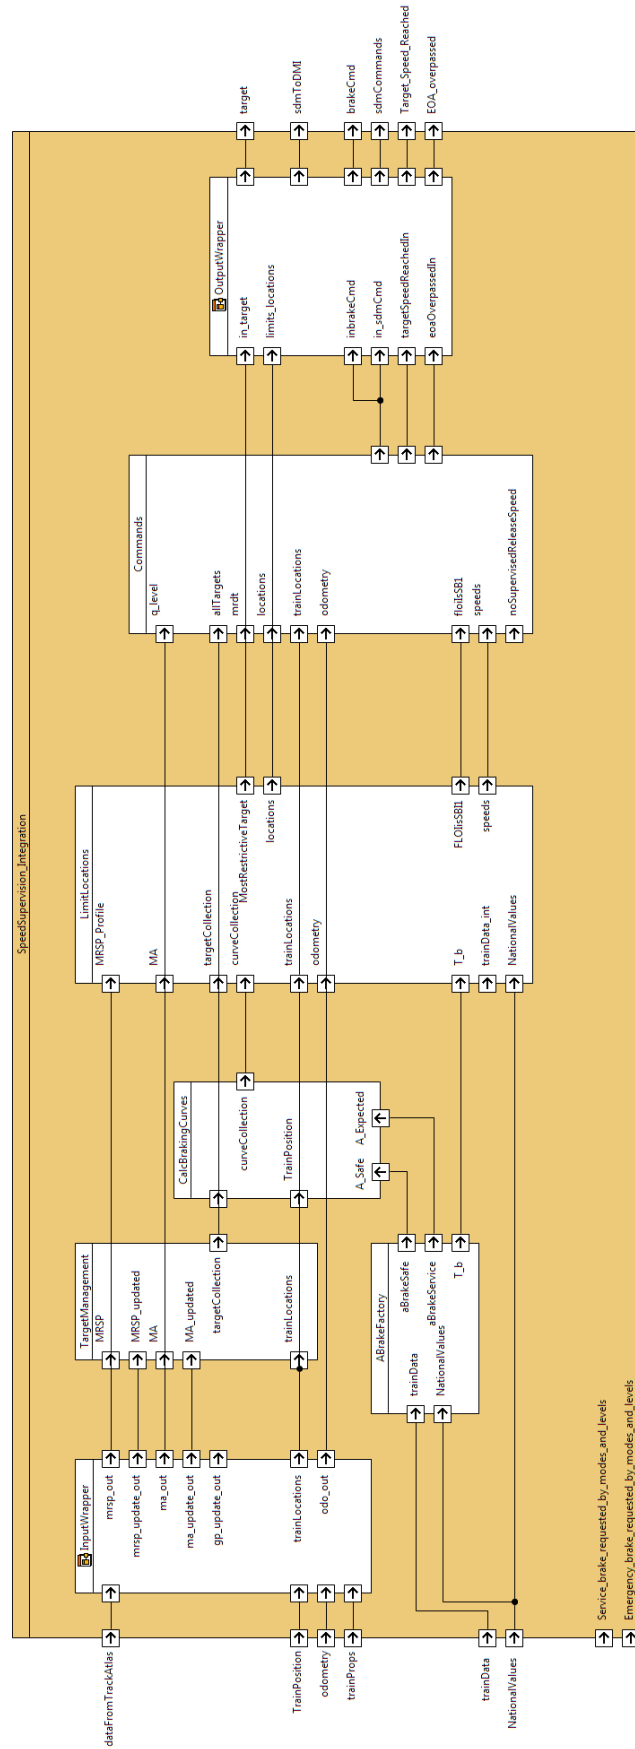 SpeedSupervision_Integration
dataFromTrackAtlas
TrainPosition
odometry
trainProps
trainData
NationalValues
Service_brake_requested_by_modes_and_levels
Emergency_brake_requested_by_modes_and_levels
InputWrapper
mrsp_out
mrsp_update_out
ma_out
ma_update_out
gp_update_out
trainLocations
odo_out
TargetManagement
MRSP
MRSP_updated
MA
MA_updated
targetCollection
trainLocations
ABrakeFactory
trainData
NationalValues
aBrakeSafe
aBrakeService
T_b
CalcBrakingCurves
curveCollection
TrainPosition
A_Safe
A_Expected
LimitLocations
MRSP_Profile
MA
targetCollection
curveCollection
trainLocations
odometry
T_b
trainData_int
NationalValues
MostRestrictiveTarget
locations
FLOIisSBI1
speeds
Commands
q_level
allTargets
mrdt
locations
trainLocations
odometry
floiIsSB1
speeds
noSupervisedReleaseSpeed
OutputWrapper
in_target
limits_locations
inbrakeCmd
in_sdmCmd
targetSpeedReachedIn
eoaOverpassedIn
target
sdmToDMI
brakeCmd
sdmCommands
Target_Speed_Reached
EOA_overpassed